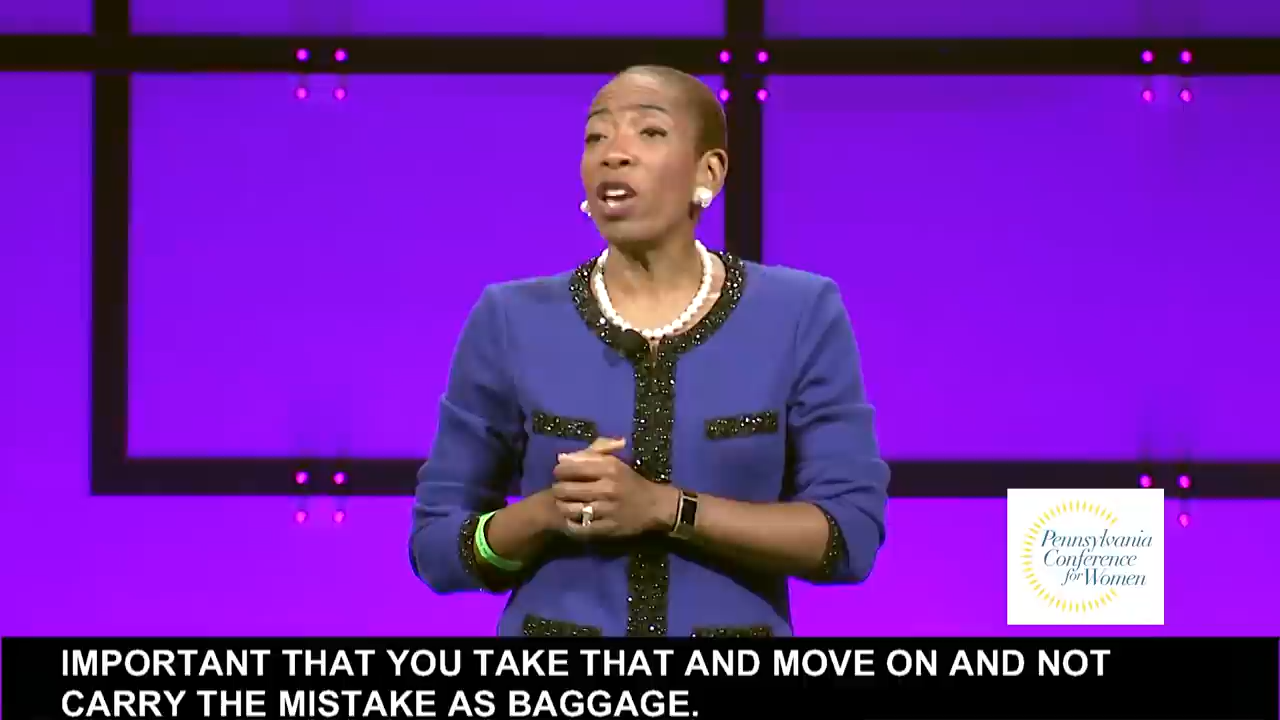 Pennsylvania
Conference
for Women
IMPORTANT THAT YOU TAKE THAT AND MOVE ON AND NOT
CARRY THE MISTAKE AS BAGGAGE.